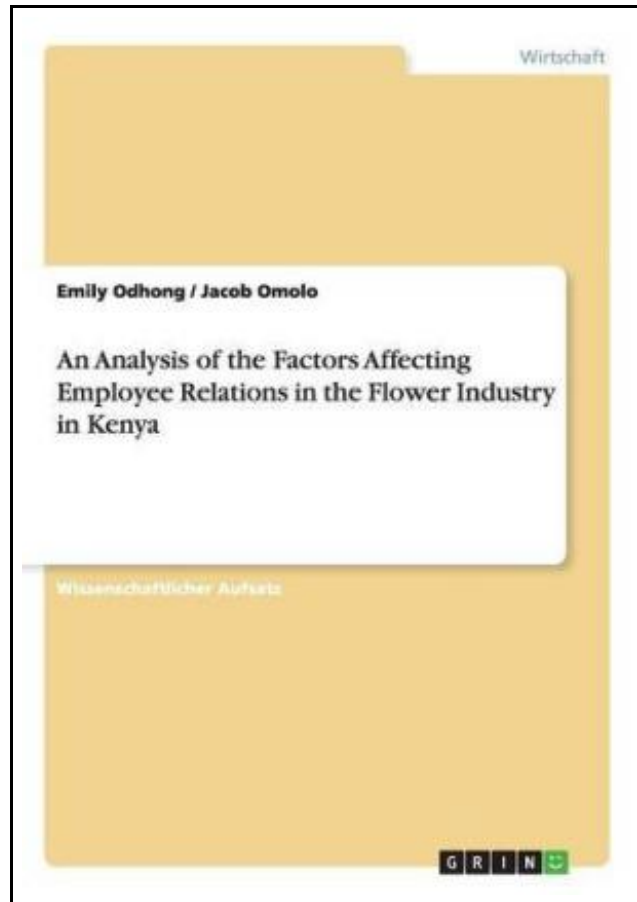 Wirtschaft
Emily Odhong / Jacob Omolo
An Analysis of the Factors Affecting
Employee Relations in the Flower Industry
in Kenya
Wissenschaftlicher Aufsatz
GRIN